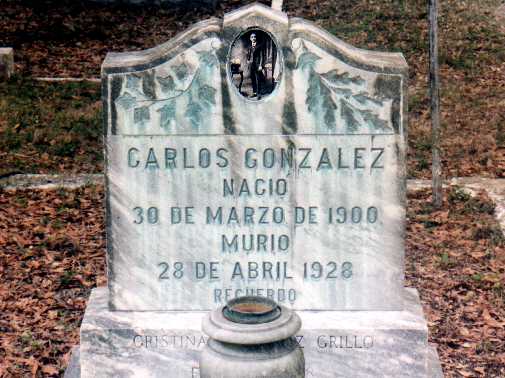 CARLOS GONZALEZ
NACIO
30 DE MARZO DE 1900
MURIO
28 DE ABRIL 1928
RECUERDO
CRISTINA GRILLO